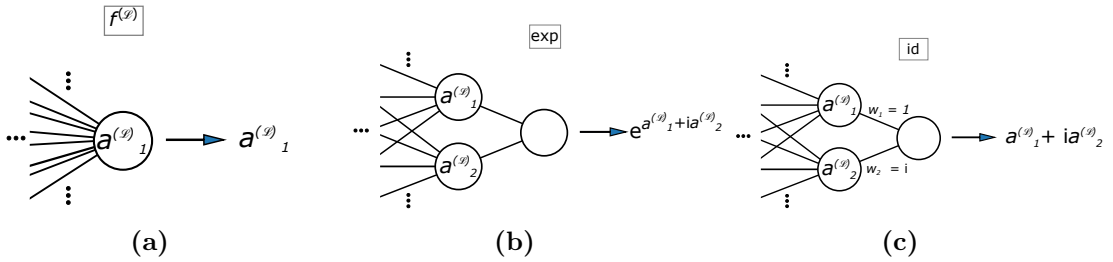 f^(ℒ)
exp
id
⋮
⋮
⋮
a^(ℒ)_1
a^(ℒ)_1
w_1 = 1
⋯
a^(ℒ)_1
a^(ℒ)_1
⋯
e^{a^(ℒ)_1+ia^(ℒ)_2}
⋯
a^(ℒ)_1 + ia^(ℒ)_2
a^(ℒ)_2
a^(ℒ)_2
w_2 = i
⋮
⋮
⋮
(a)
(b)
(c)